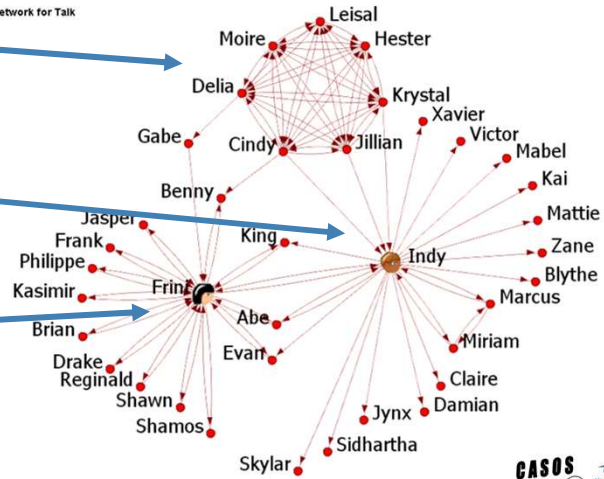 etwork for Talk
Leisal
Moire
Hester
Delia
Krystal
Xavier
Gabe
Cindy
Jillian
Victor
Mabel
Benny
Kai
Jasper
King
Mattie
Frank
Indy
Zane
Philippe
Frin
Blythe
Kasimir
Marcus
Brian
Abe
Evan
Miriam
Drake
Reginald
Claire
Shawn
Jynx
Damian
Shamos
Sidhartha
Skylar
CASOS